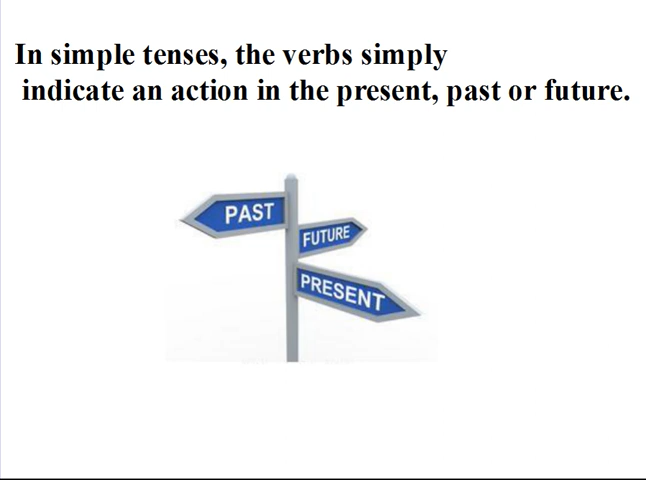 In simple tenses, the verbs simply
indicate an action in the present, past or future.
PAST
FUTURE
PRESENT